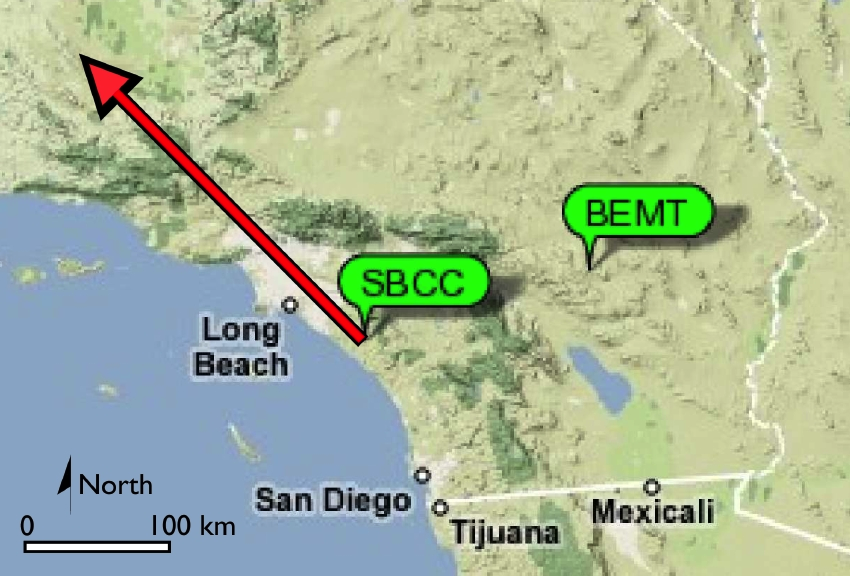 BEMT
SBCC
Long
Beach
North
San Diego
Tijuana
Mexicali
0 100 km